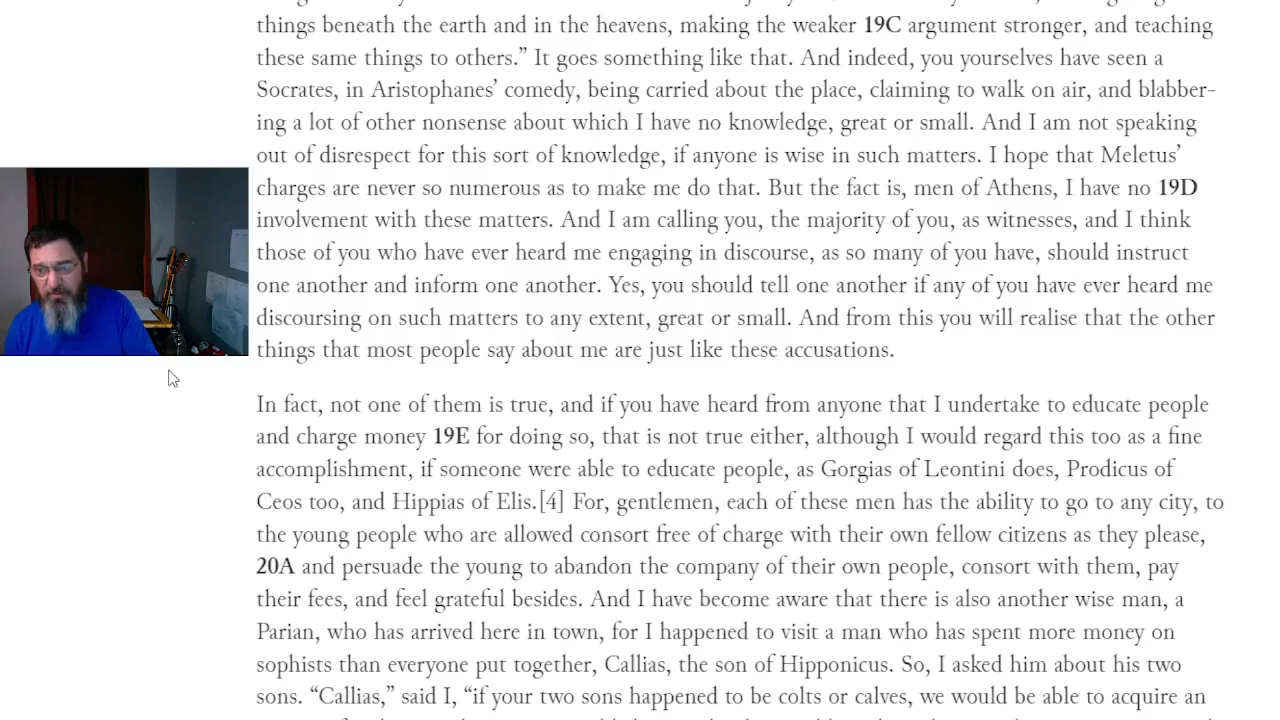 things beneath the earth and in the heavens, making the weaker 19C argument stronger, and teaching
these same things to others.” It goes something like that. And indeed, you yourselves have seen a
Socrates, in Aristophanes’ comedy, being carried about the place, claiming to walk on air, and blabber-
ing a lot of other nonsense about which I have no knowledge, great or small. And I am not speaking
out of disrespect for this sort of knowledge, if anyone is wise in such matters. I hope that Meletus’
charges are never so numerous as to make me do that. But the fact is, men of Athens, I have no 19D
involvement with these matters. And I am calling you, the majority of you, as witnesses, and I think
those of you who have ever heard me engaging in discourse, as so many of you have, should instruct
one another and inform one another. Yes, you should tell one another if any of you have ever heard me
discoursing on such matters to any extent, great or small. And from this you will realise that the other
things that most people say about me are just like these accusations.
In fact, not one of them is true, and if you have heard from anyone that I undertake to educate people
and charge money 19E for doing so, that is not true either, although I would regard this too as a fine
accomplishment, if someone were able to educate people, as Gorgias of Leontini does, Prodicus of
Ceos too, and Hippias of Elis.[4] For, gentlemen, each of these men has the ability to go to any city, to
the young people who are allowed consort free of charge with their own fellow citizens as they please,
20A and persuade the young to abandon the company of their own people, consort with them, pay
their fees, and feel grateful besides. And I have become aware that there is also another wise man, a
Parian, who has arrived here in town, for I happened to visit a man who has spent more money on
sophists than everyone put together, Callias, the son of Hipponicus. So, I asked him about his two
sons. “Callias,” said I, “if your two sons happened to be colts or calves, we would be able to acquire an